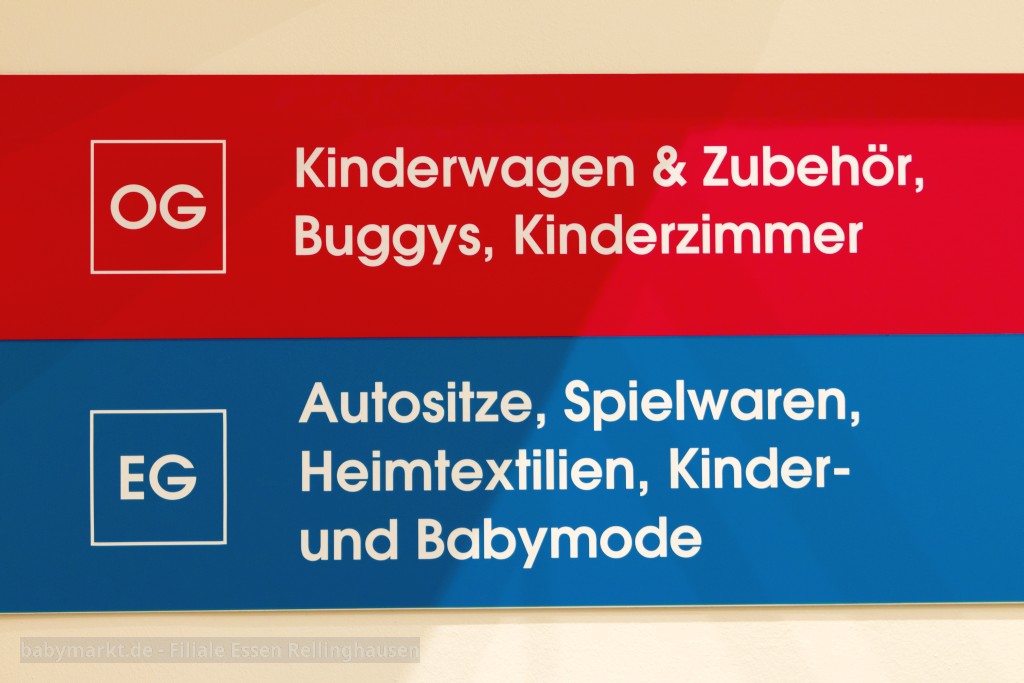 OG
Kinderwagen & Zubehör,
Buggys, Kinderzimmer
EG
Autositze, Spielwaren,
Heimtextilien, Kinder-
und Babymode
babymarkt.de - Filiale Essen Rellinghausen